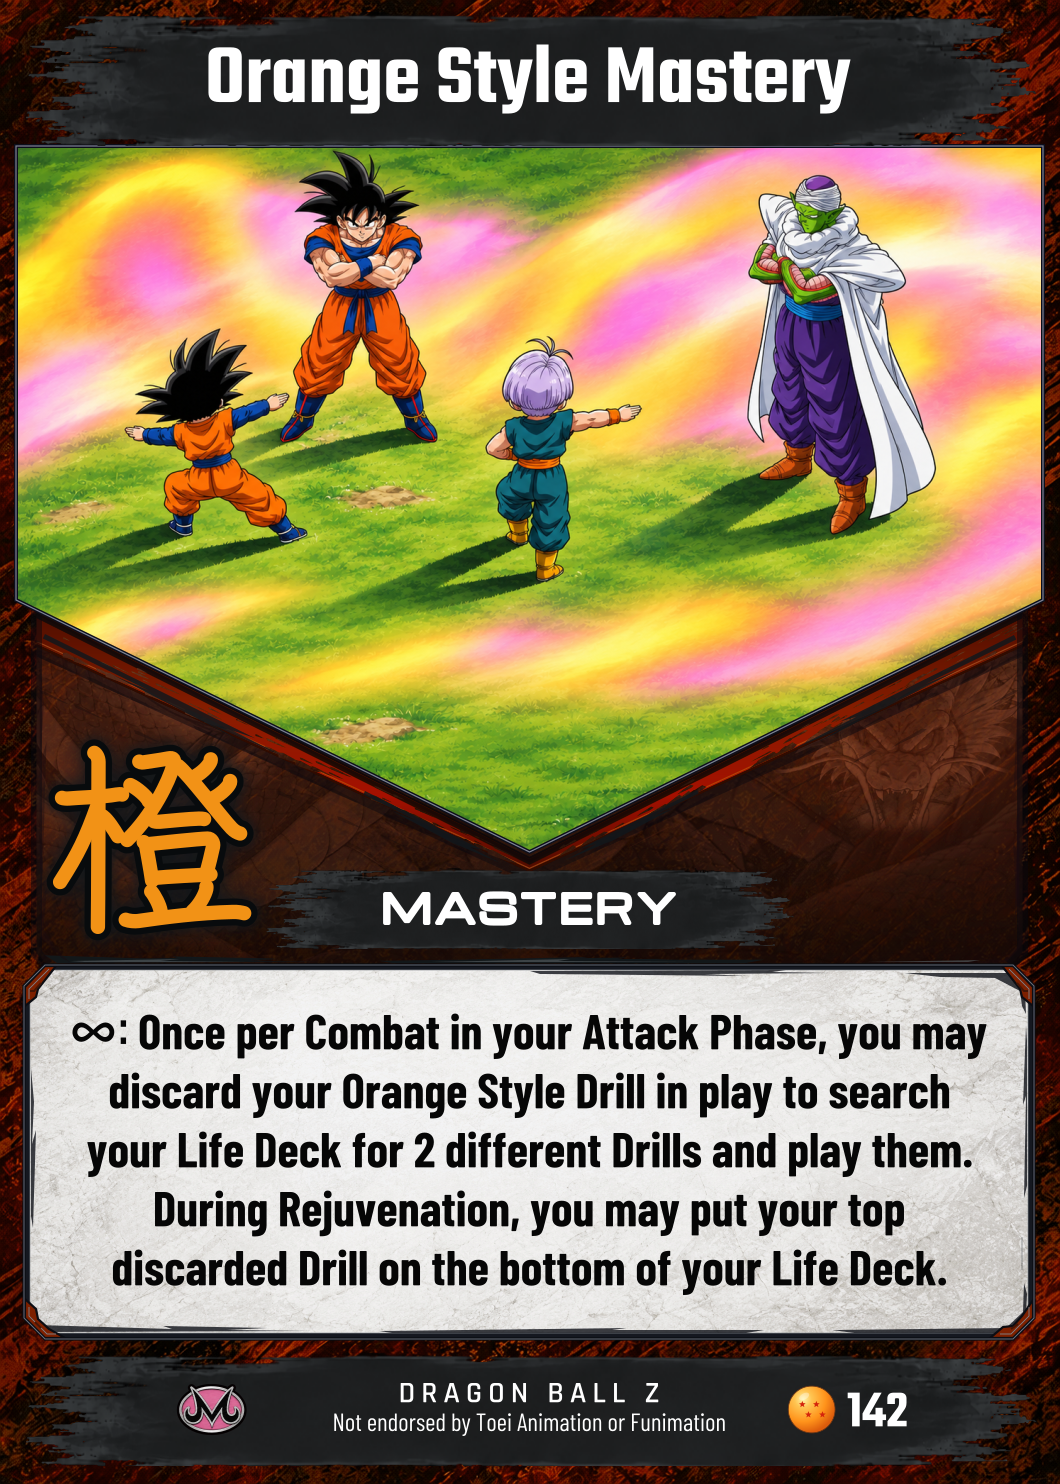 Orange Style Mastery
橙
MASTERY
∞: Once per Combat in your Attack Phase, you may
discard your Orange Style Drill in play to search
your Life Deck for 2 different Drills and play them.
During Rejuvenation, you may put your top
discarded Drill on the bottom of your Life Deck.
M
DRAGON BALL Z
Not endorsed by Toei Animation or Funimation
142